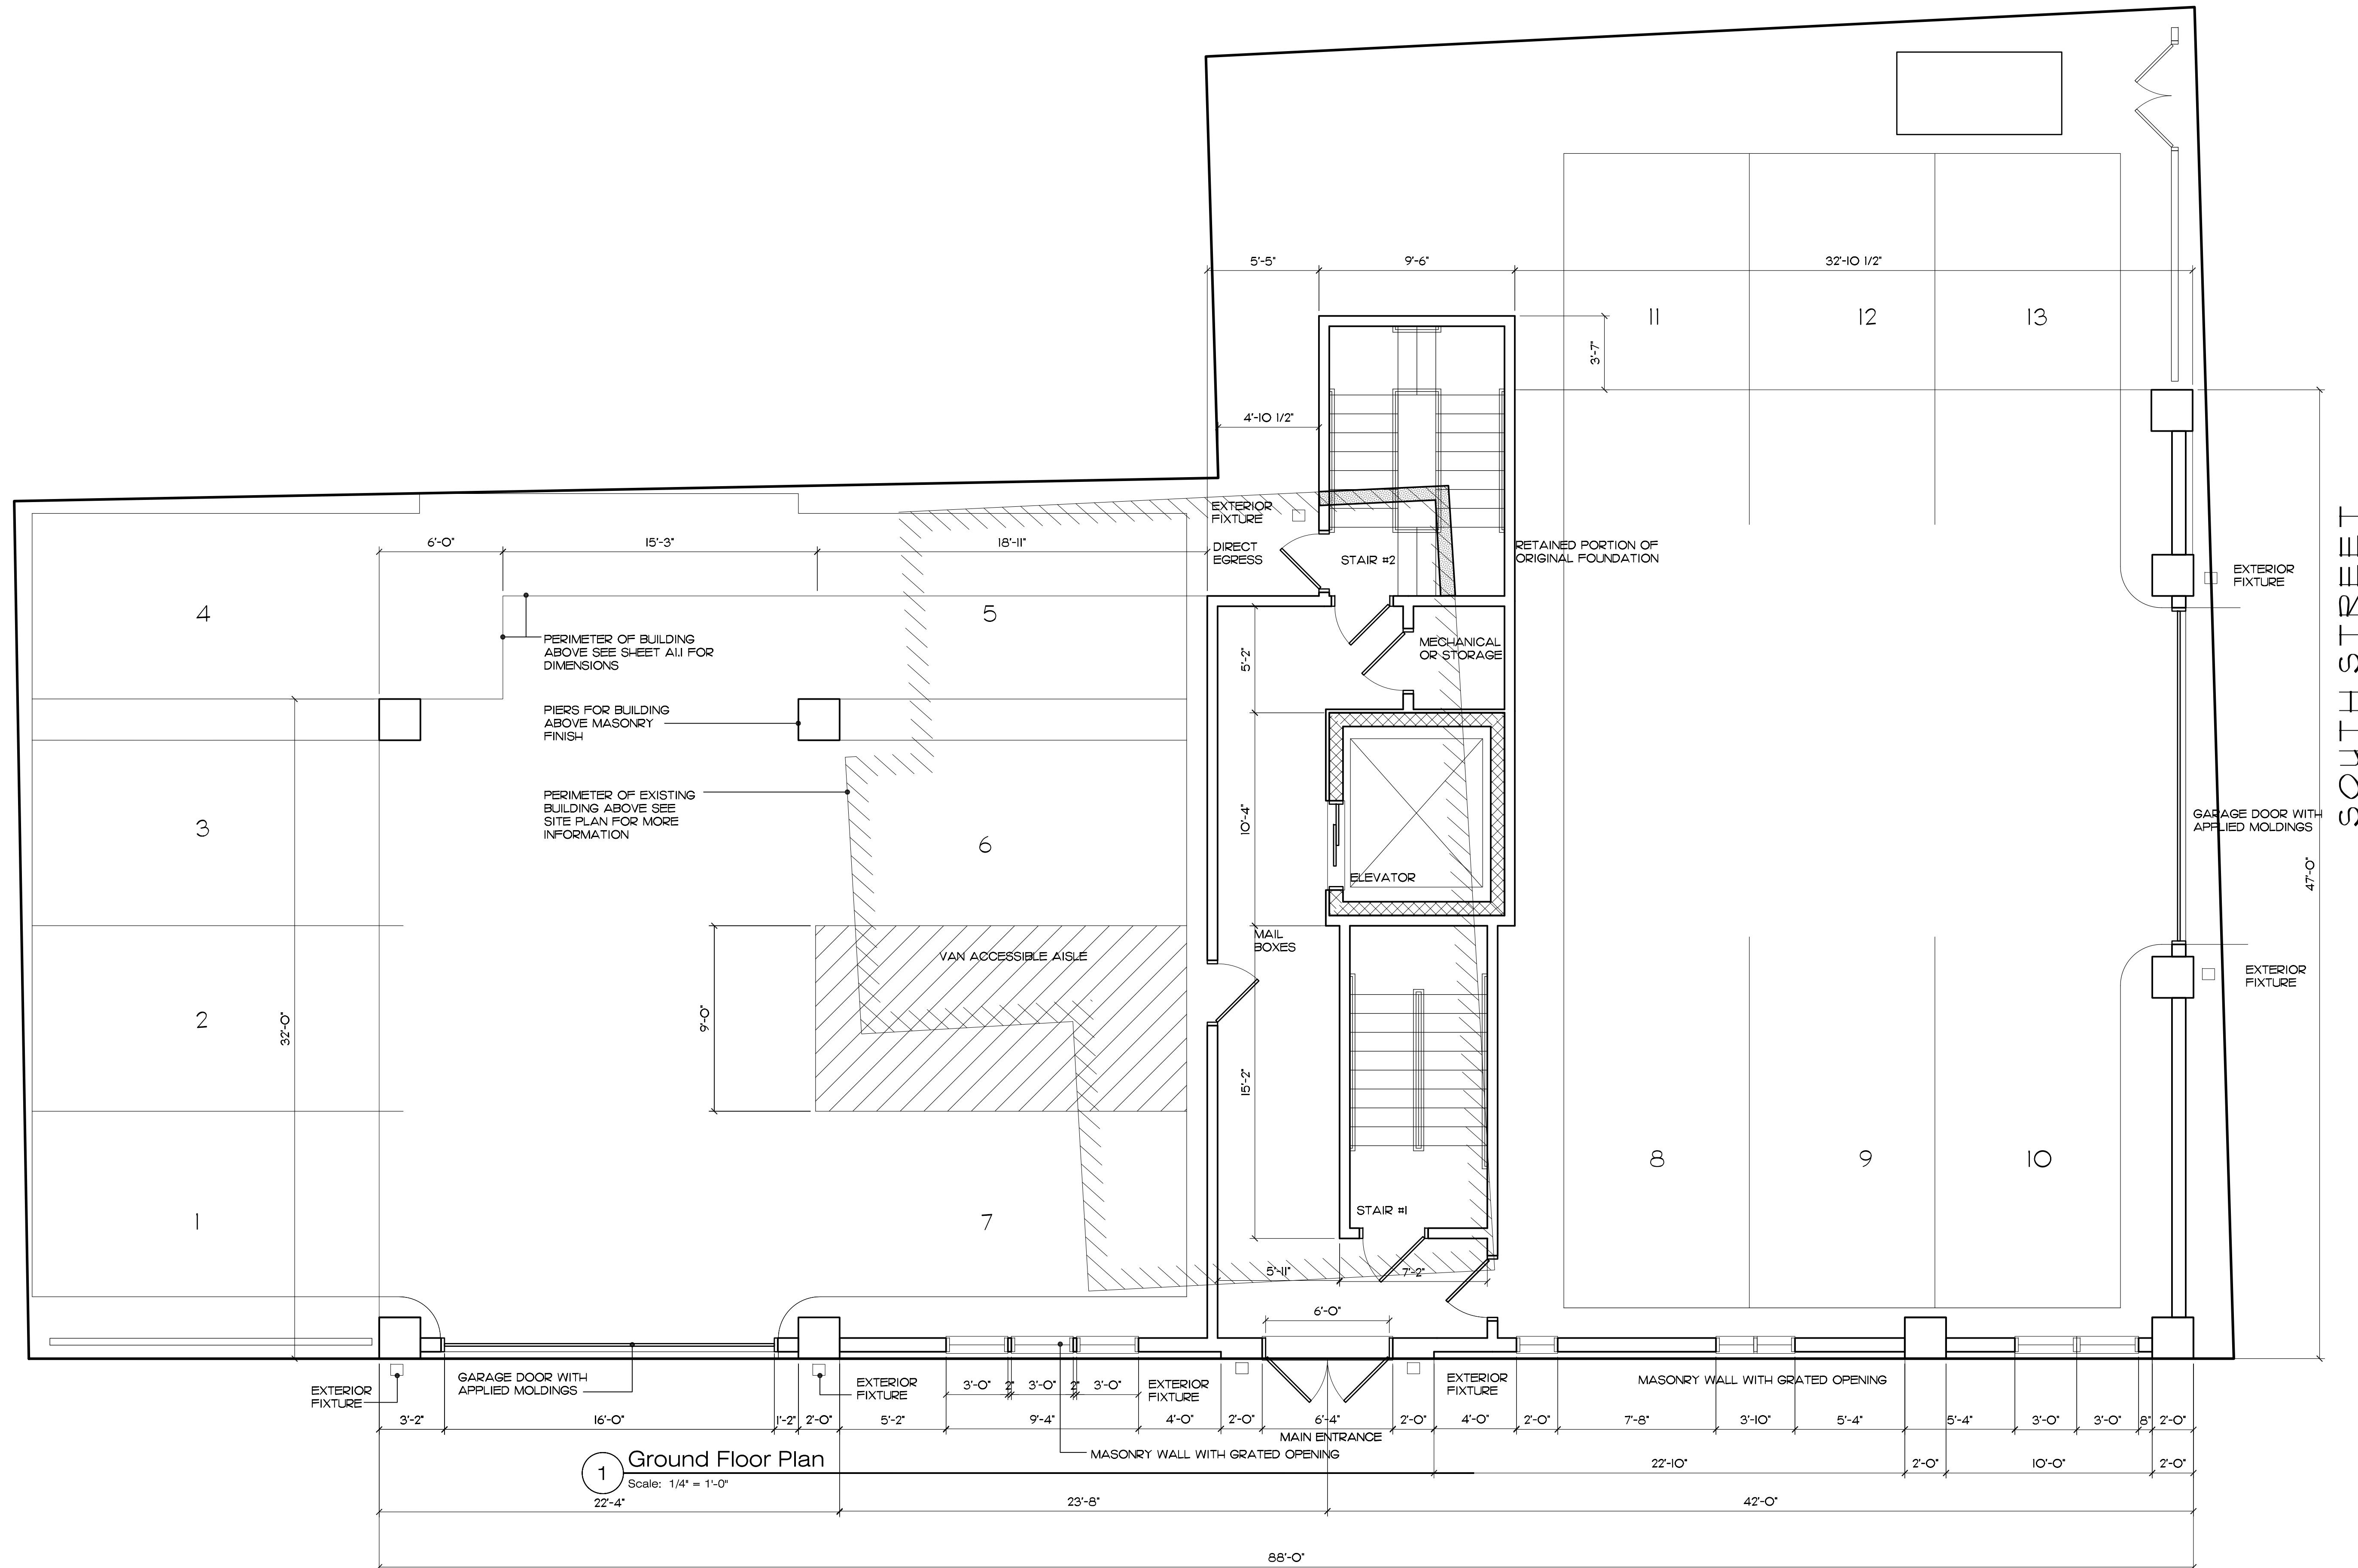 5'-5"
9'-6"
32'-10 1/2"
11
12
13
3'-7"
4'-10 1/2"
EXTERIOR
FIXTURE
DIRECT
EGRESS
STAIR #2
RETAINED PORTION OF
ORIGINAL FOUNDATION
6'-0"
15'-3"
18'-11"
EXTERIOR
FIXTURE
SOUTH STREET
4
5
PERIMETER OF BUILDING
ABOVE SEE SHEET A1.1 FOR
DIMENSIONS
5'-2"
MECHANICAL
OR STORAGE
PIERS FOR BUILDING
ABOVE MASONRY
FINISH
PERIMETER OF EXISTING
BUILDING ABOVE SEE
SITE PLAN FOR MORE
INFORMATION
3
6
10'-4"
ELEVATOR
GARAGE DOOR WITH
APPLIED MOLDINGS
47'-0"
VAN ACCESSIBLE AISLE
MAIL
BOXES
EXTERIOR
FIXTURE
2
32'-0"
9'-0"
15'-2"
8
9
10
1
7
STAIR #1
5'-11"
7'-2"
6'-0"
EXTERIOR
FIXTURE
GARAGE DOOR WITH
APPLIED MOLDINGS
EXTERIOR
FIXTURE
3'-0"
2"
3'-0"
2"
3'-0"
EXTERIOR
FIXTURE
EXTERIOR
FIXTURE
MASONRY WALL WITH GRATED OPENING
3'-2"
16'-0"
1'-2"
2'-0"
5'-2"
9'-4"
4'-0"
2'-0"
6'-4"
2'-0"
4'-0"
2'-0"
7'-8"
3'-10"
5'-4"
5'-4"
3'-0"
3'-0"
8"
2'-0"
MAIN ENTRANCE
MASONRY WALL WITH GRATED OPENING
1
Ground Floor Plan
Scale: 1/4" = 1'-0"
22'-10"
2'-0"
10'-0"
2'-0"
22'-4"
23'-8"
42'-0"
88'-0"